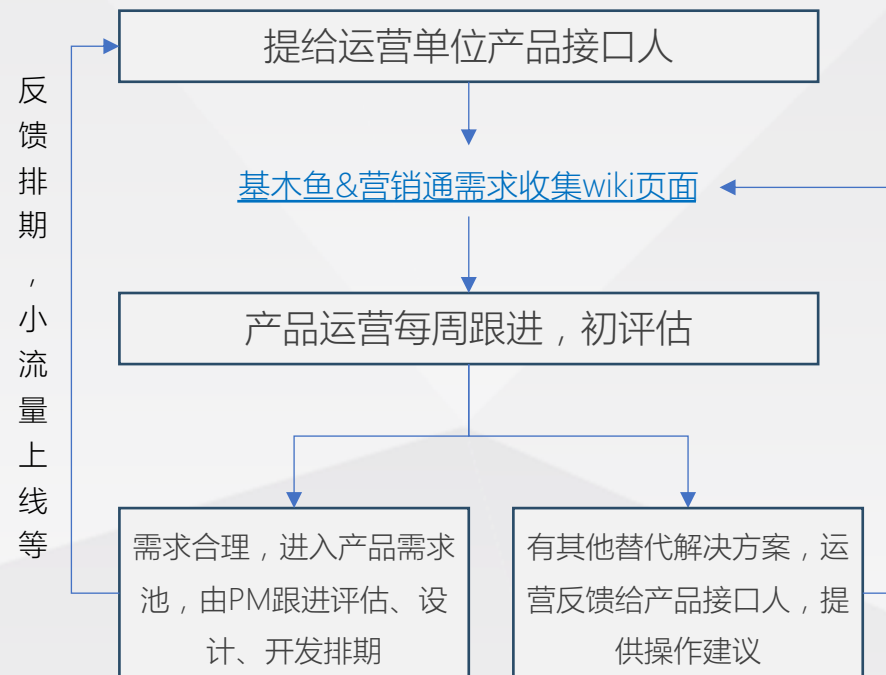 提给运营单位产品接口人
反馈排期，小流量上线等
基木鱼&营销通需求收集wiki页面
产品运营每周跟进，初评估
需求合理，进入产品需求
池，由PM跟进评估、设
计、开发排期
有其他替代解决方案，运
营反馈给产品接口人，提
供操作建议